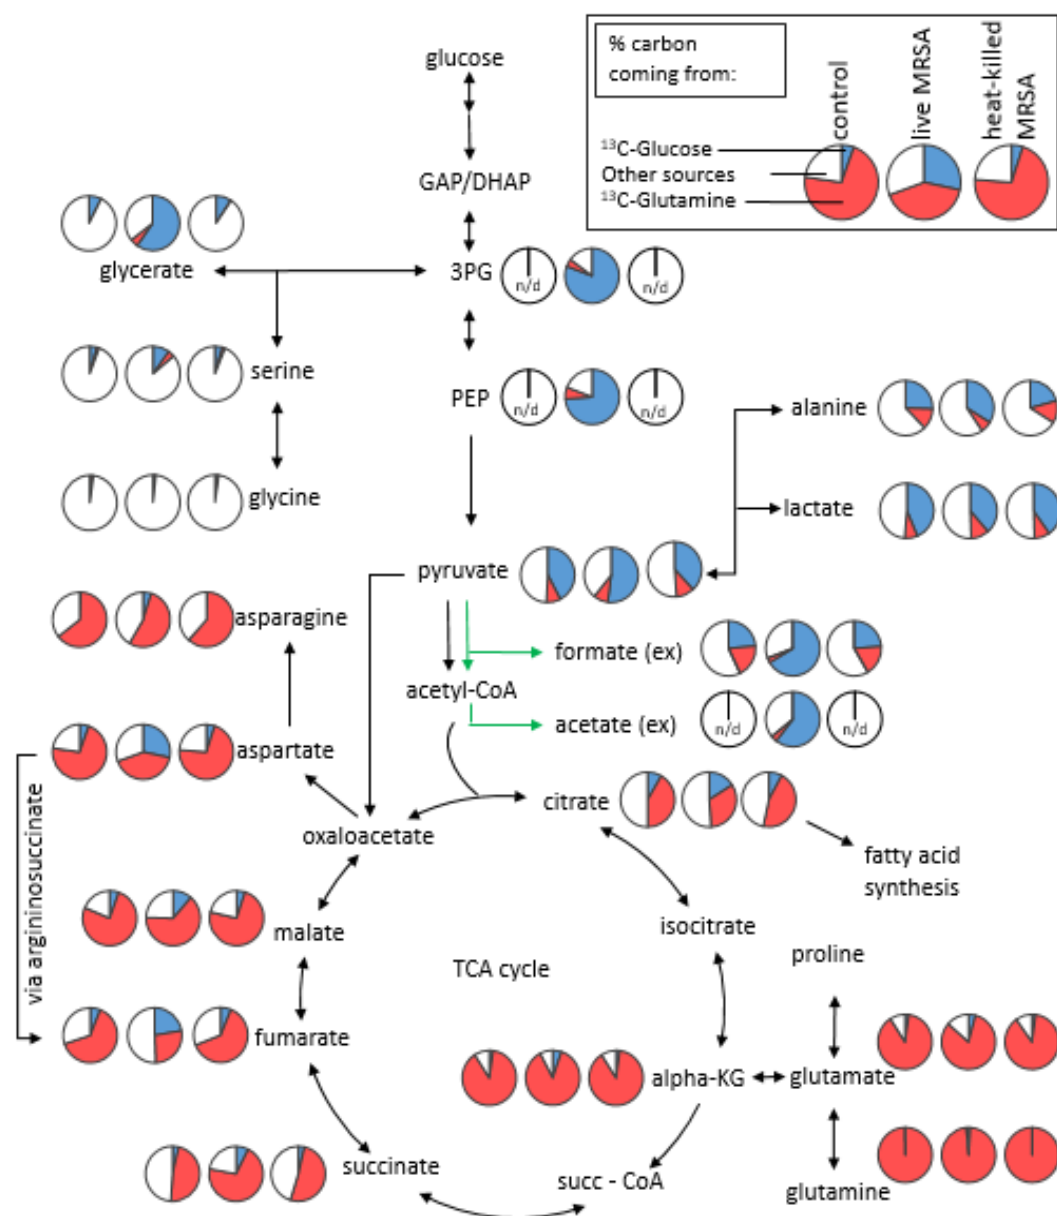 % carbon
coming from:
control
live MRSA
heat-killed
MRSA
¹³C-Glucose
Other sources
¹³C-Glutamine
glucose
GAP/DHAP
glycerate
3PG
n/d
n/d
serine
PEP
n/d
n/d
alanine
glycine
lactate
pyruvate
asparagine
formate (ex)
acetyl-CoA
aspartate
acetate (ex)
n/d
n/d
citrate
oxaloacetate
fatty acid
synthesis
via argininosuccinate
malate
isocitrate
proline
TCA cycle
fumarate
alpha-KG
glutamate
succinate
succ - CoA
glutamine